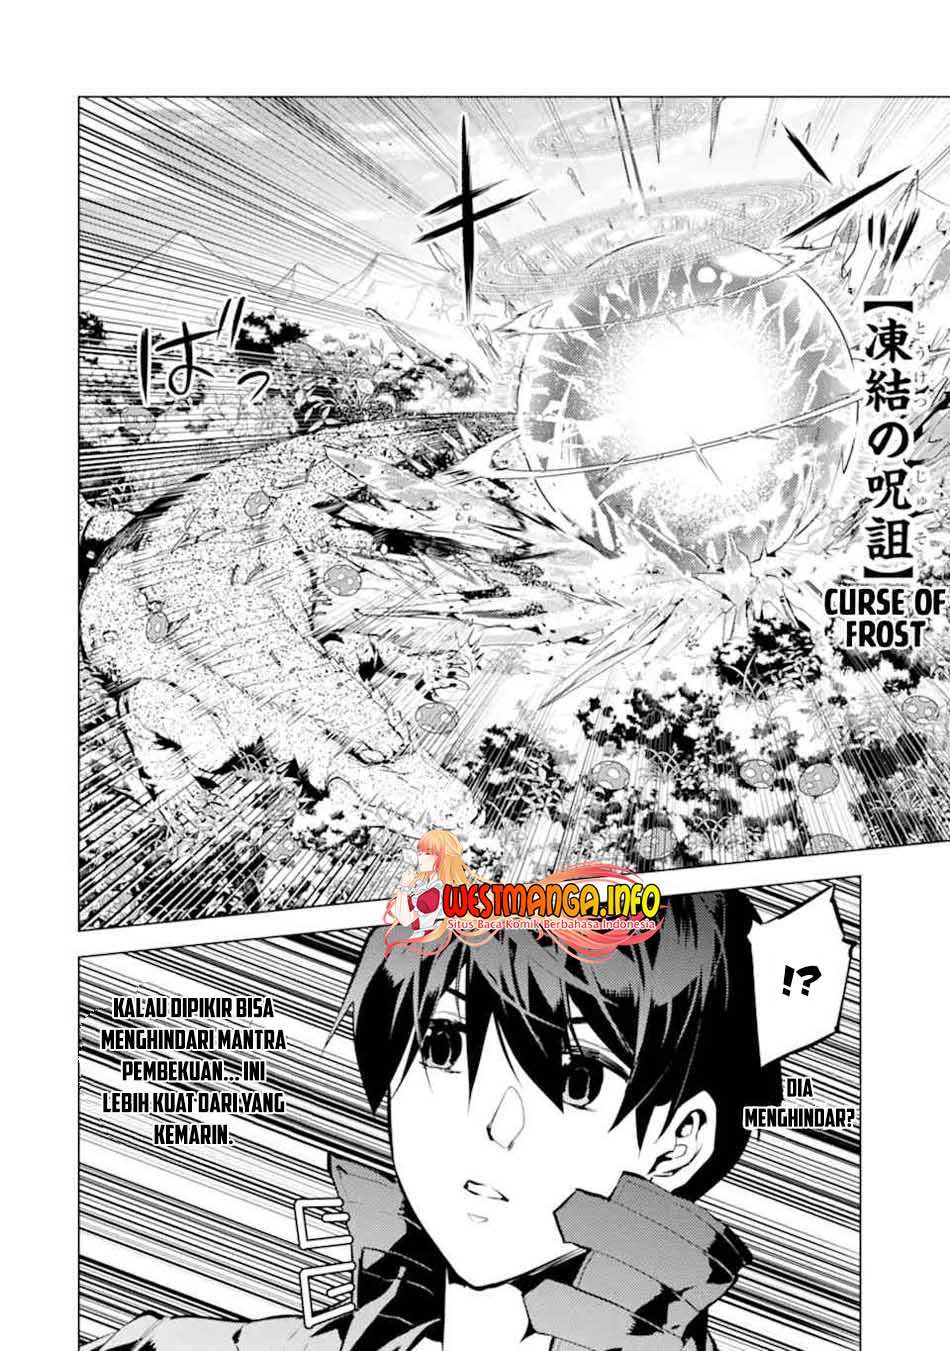 【凍結の呪詛】
とうけつ
じゅそ
CURSE OF
FROST
キン
ばっ
WESTMANGA.INFO
Situs Baca Komik Berbahasa Indonesia
!?
DIA
MENGHINDAR?
KALAU DIPIKIR BISA
MENGHINDARI MANTRA
PEMBEKUAN... INI
LEBIH KUAT DARI YANG
KEMARIN.